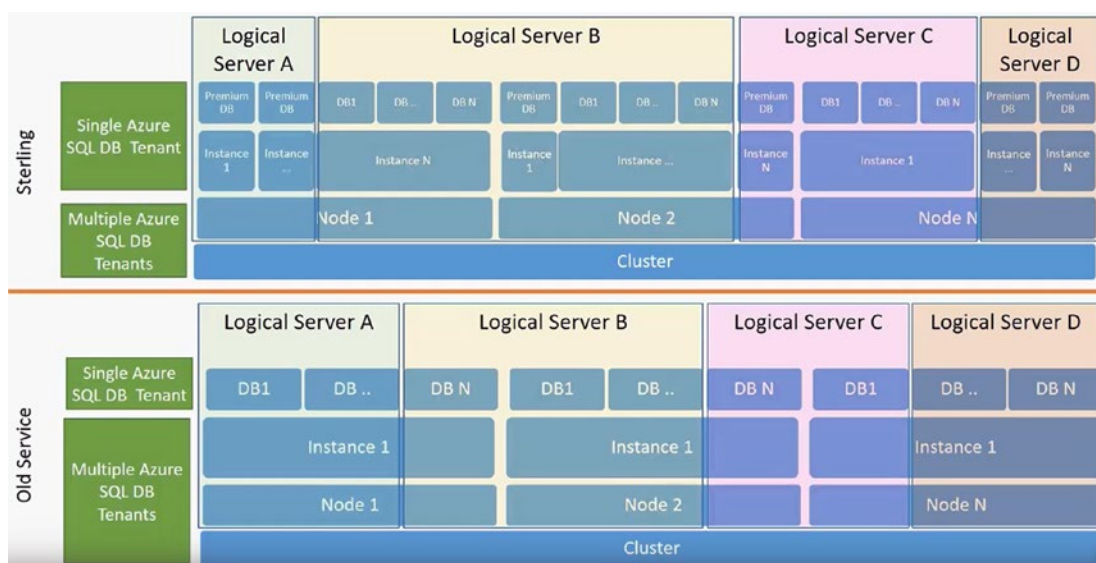 Logical
Server A
Logical Server B
Logical Server C
Logical
Server D
Sterling
Single Azure
SQL DB Tenant
Premium
DB
Premium
DB
DB1
DB ..
DB N
Premium
DB
DB1
DB ..
DB N
Premium
DB
DB1
DB ..
DB N
Premium
DB
Premium
DB
Instance
1
Instance
...
Instance N
Instance
1
Instance ...
Instance
N
Instance 1
Instance
...
Instance
N
Multiple Azure
SQL DB
Tenants
Node 1
Node 2
Node N
Cluster
Old Service
Logical Server A
Logical Server B
Logical Server C
Logical Server D
Single Azure
SQL DB Tenant
DB1
DB ..
DB N
DB1
DB ..
DB N
DB1
DB ..
DB N
Multiple Azure
SQL DB
Tenants
Instance 1
Instance 1
Instance 1
Node 1
Node 2
Node N
Cluster